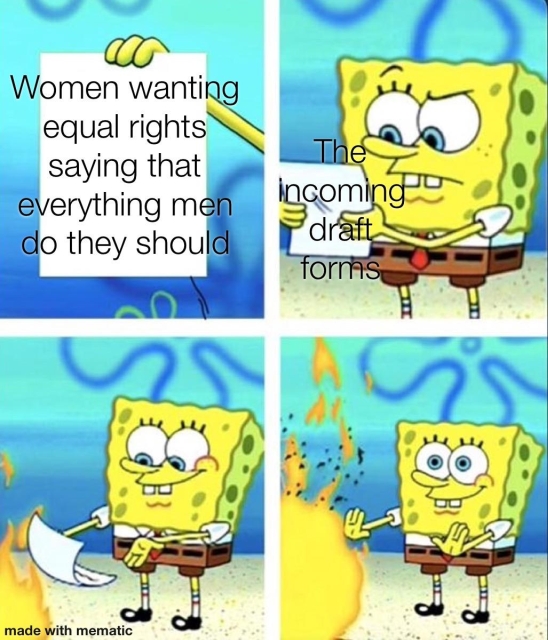 Women wanting
equal rights
saying that
everything men
do they should
The
incoming
draft
forms
made with mematic